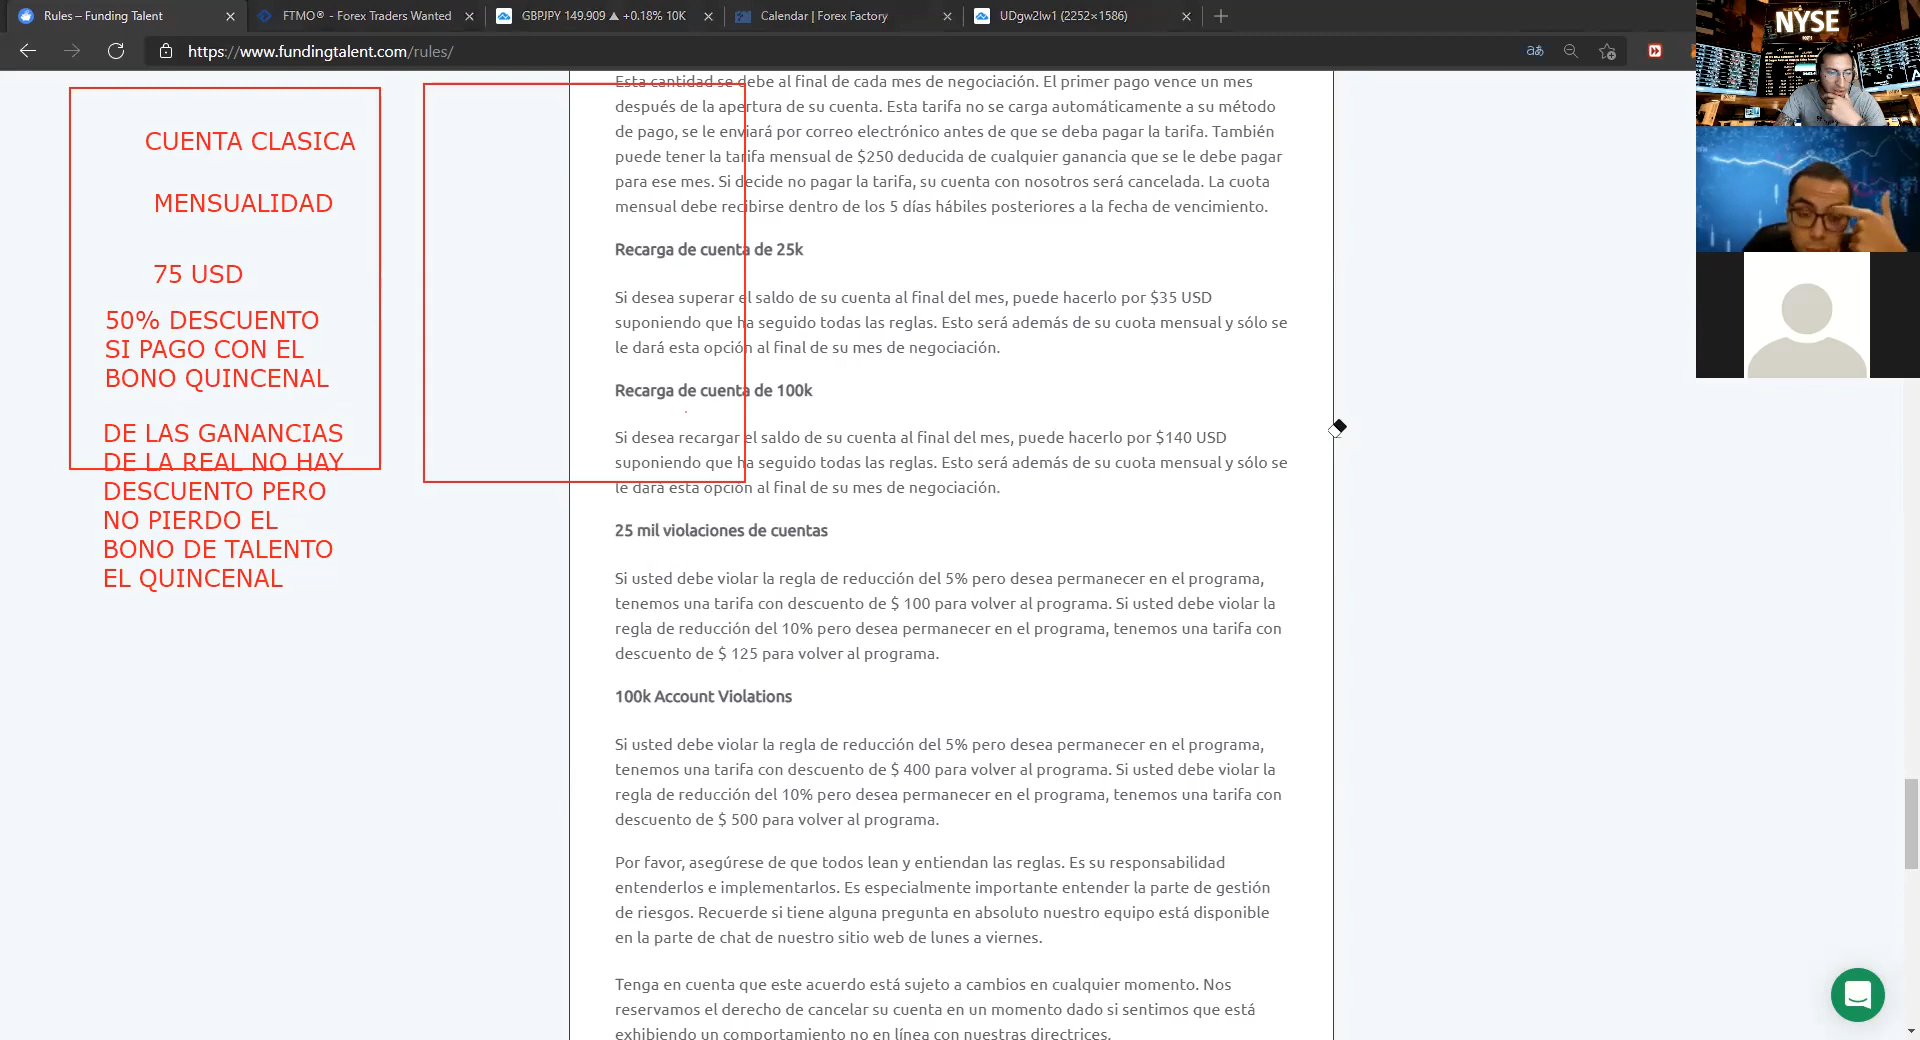 Rules – Funding Talent
FTMO® - Forex Traders Wanted
GBPJPY 149.909 ▲ +0.18% 10K
Calendar | Forex Factory
UDgw2lw1 (2252×1586)
https://www.fundingtalent.com/rules/
NYSE
CUENTA CLASICA
MENSUALIDAD
75 USD
50% DESCUENTO
SI PAGO CON EL
BONO QUINCENAL
DE LAS GANANCIAS
DE LA REAL NO HAY
DESCUENTO PERO
NO PIERDO EL
BONO DE TALENTO
EL QUINCENAL
Esta cantidad se debe al final de cada mes de negociación. El primer pago vence un mes
después de la apertura de su cuenta. Esta tarifa no se carga automáticamente a su método
de pago, se le enviará por correo electrónico antes de que se deba pagar la tarifa. También
puede tener la tarifa mensual de $250 deducida de cualquier ganancia que se le debe pagar
para ese mes. Si decide no pagar la tarifa, su cuenta con nosotros será cancelada. La cuota
mensual debe recibirse dentro de los 5 días hábiles posteriores a la fecha de vencimiento.
Recarga de cuenta de 25k
Si desea superar el saldo de su cuenta al final del mes, puede hacerlo por $35 USD
suponiendo que ha seguido todas las reglas. Esto será además de su cuota mensual y sólo se
le dará esta opción al final de su mes de negociación.
Recarga de cuenta de 100k
Si desea recargar el saldo de su cuenta al final del mes, puede hacerlo por $140 USD
suponiendo que ha seguido todas las reglas. Esto será además de su cuota mensual y sólo se
le dará esta opción al final de su mes de negociación.
25 mil violaciones de cuentas
Si usted debe violar la regla de reducción del 5% pero desea permanecer en el programa,
tenemos una tarifa con descuento de $ 100 para volver al programa. Si usted debe violar la
regla de reducción del 10% pero desea permanecer en el programa, tenemos una tarifa con
descuento de $ 125 para volver al programa.
100k Account Violations
Si usted debe violar la regla de reducción del 5% pero desea permanecer en el programa,
tenemos una tarifa con descuento de $ 400 para volver al programa. Si usted debe violar la
regla de reducción del 10% pero desea permanecer en el programa, tenemos una tarifa con
descuento de $ 500 para volver al programa.
Por favor, asegúrese de que todos lean y entiendan las reglas. Es su responsabilidad
entenderlos e implementarlos. Es especialmente importante entender la parte de gestión
de riesgos. Recuerde si tiene alguna pregunta en absoluto nuestro equipo está disponible
en la parte de chat de nuestro sitio web de lunes a viernes.
Tenga en cuenta que este acuerdo está sujeto a cambios en cualquier momento. Nos
reservamos el derecho de cancelar su cuenta en un momento dado si sentimos que está
exhibiendo un comportamiento no en línea con nuestras directrices.